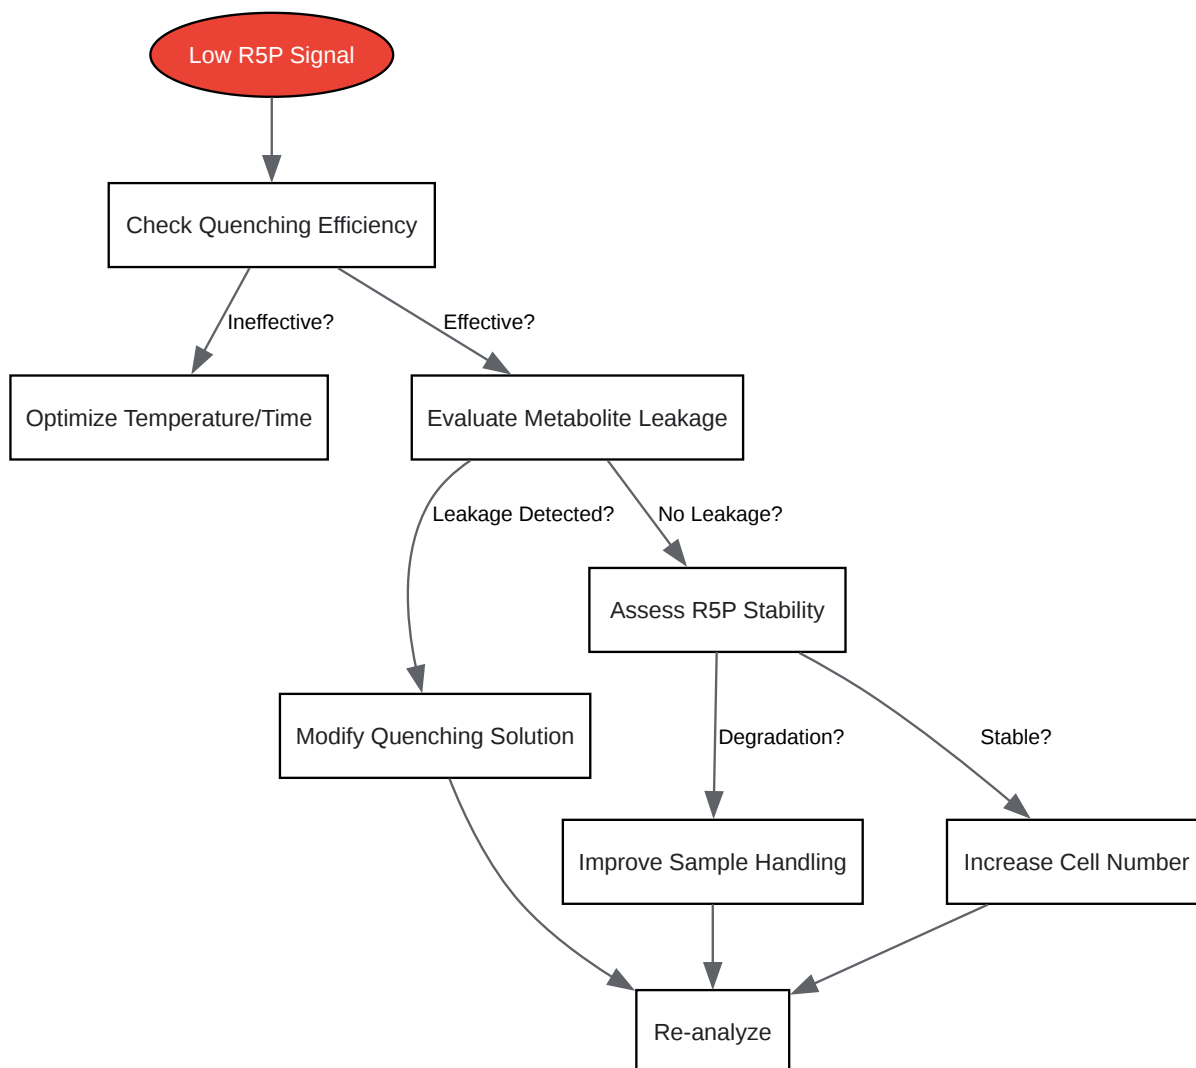 Low R5P Signal
Check Quenching Efficiency
Ineffective?
Effective?
Optimize Temperature/Time
Evaluate Metabolite Leakage
Leakage Detected?
No Leakage?
Assess R5P Stability
Modify Quenching Solution
Degradation?
Stable?
Improve Sample Handling
Increase Cell Number
Re-analyze